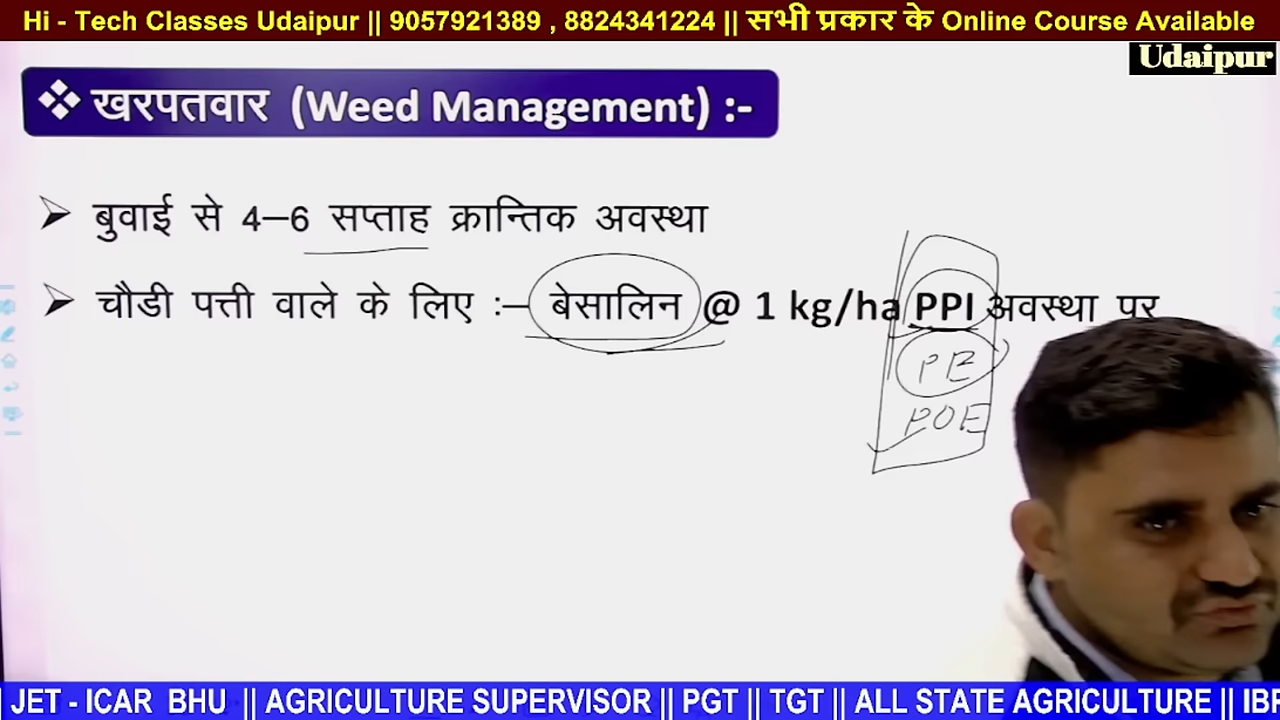 Hi - Tech Classes Udaipur || 9057921389 , 8824341224 || सभी प्रकार के Online Course Available
Udaipur
❖ खरपतवार (Weed Management) :-
➢ बुवाई से 4–6 सप्ताह क्रान्तिक अवस्था
➢ चौडी पत्ती वाले के लिए :– बेसालिन @ 1 kg/ha PPI अवस्था पर
PE
POE
JET - ICAR BHU || AGRICULTURE SUPERVISOR || PGT || TGT || ALL STATE AGRICULTURE || IBP